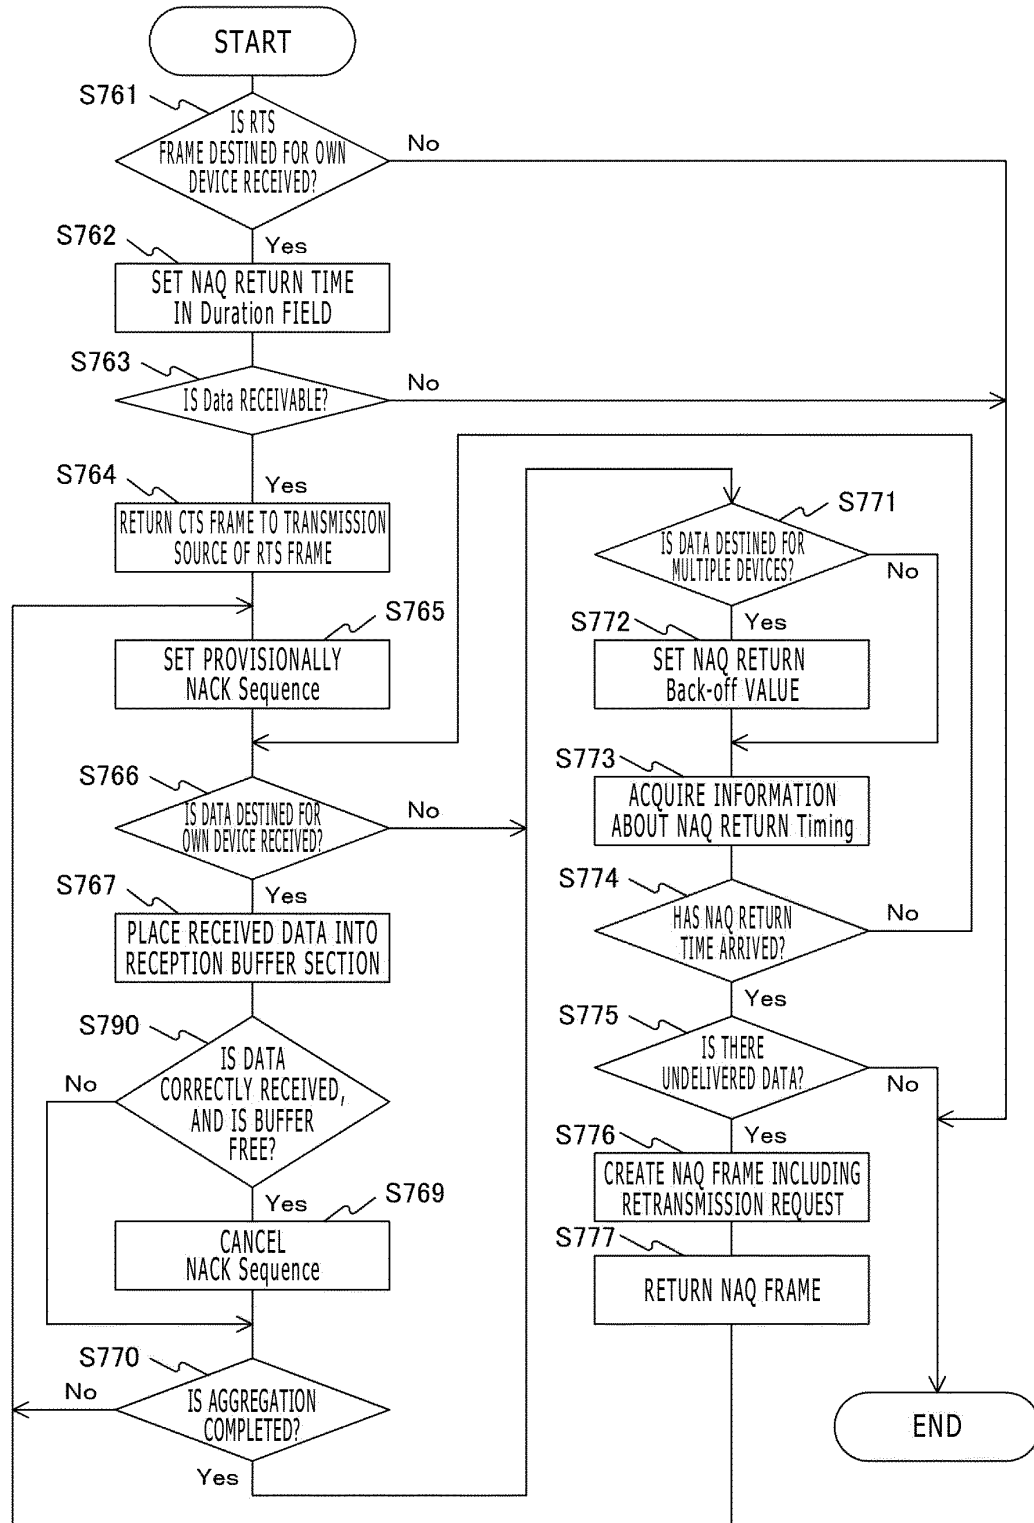 START
S761
IS RTS
FRAME DESTINED FOR OWN
DEVICE RECEIVED?
No
Yes
S762
SET NAQ RETURN TIME
IN Duration FIELD
S763
IS Data RECEIVABLE?
No
Yes
S764
RETURN CTS FRAME TO TRANSMISSION
SOURCE OF RTS FRAME
S765
SET PROVISIONALLY
NACK Sequence
S766
IS DATA DESTINED FOR
OWN DEVICE RECEIVED?
No
Yes
S767
PLACE RECEIVED DATA INTO
RECEPTION BUFFER SECTION
S790
IS DATA
CORRECTLY RECEIVED,
AND IS BUFFER
FREE?
No
Yes
S769
CANCEL
NACK Sequence
S770
IS AGGREGATION
COMPLETED?
No
Yes
S771
IS DATA DESTINED FOR
MULTIPLE DEVICES?
No
Yes
S772
SET NAQ RETURN
Back-off VALUE
S773
ACQUIRE INFORMATION
ABOUT NAQ RETURN Timing
S774
HAS NAQ RETURN
TIME ARRIVED?
No
Yes
S775
IS THERE
UNDELIVERED DATA?
No
Yes
S776
CREATE NAQ FRAME INCLUDING
RETRANSMISSION REQUEST
S777
RETURN NAQ FRAME
END